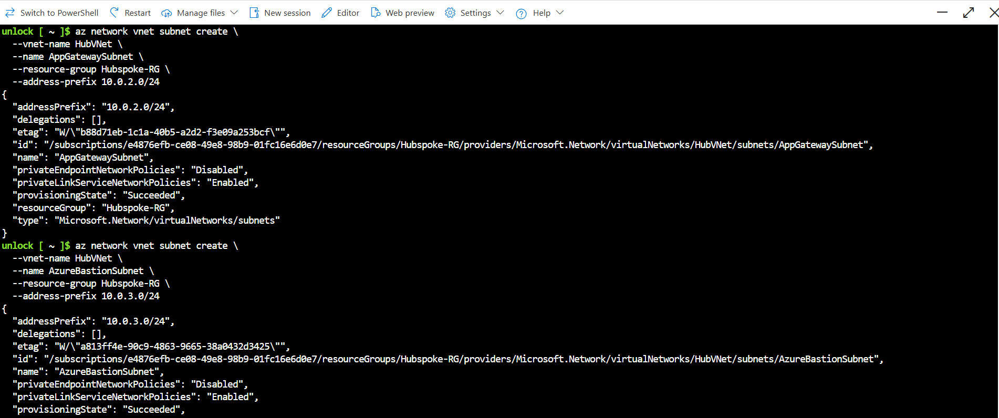 Switch to PowerShell Restart Manage files New session Editor Web preview Settings Help
unlock [ ~ ]$ az network vnet subnet create \
  --vnet-name HubVNet \
  --name AppGatewaySubnet \
  --resource-group Hubspoke-RG \
  --address-prefix 10.0.2.0/24
{
  "addressPrefix": "10.0.2.0/24",
  "delegations": [],
  "etag": "W/\"b88d71eb-1c1a-40b5-a2d2-f3e09a253bcf\"",
  "id": "/subscriptions/e4876efb-ce08-49e8-98b9-01fc16e6d0e7/resourceGroups/Hubspoke-RG/providers/Microsoft.Network/virtualNetworks/HubVNet/subnets/AppGatewaySubnet",
  "name": "AppGatewaySubnet",
  "privateEndpointNetworkPolicies": "Disabled",
  "privateLinkServiceNetworkPolicies": "Enabled",
  "provisioningState": "Succeeded",
  "resourceGroup": "Hubspoke-RG",
  "type": "Microsoft.Network/virtualNetworks/subnets"
}
unlock [ ~ ]$ az network vnet subnet create \
  --vnet-name HubVNet \
  --name AzureBastionSubnet \
  --resource-group Hubspoke-RG \
  --address-prefix 10.0.3.0/24
{
  "addressPrefix": "10.0.3.0/24",
  "delegations": [],
  "etag": "W/\"a813ff4e-90c9-4863-9665-38a0432d3425\"",
  "id": "/subscriptions/e4876efb-ce08-49e8-98b9-01fc16e6d0e7/resourceGroups/Hubspoke-RG/providers/Microsoft.Network/virtualNetworks/HubVNet/subnets/AzureBastionSubnet",
  "name": "AzureBastionSubnet",
  "privateEndpointNetworkPolicies": "Disabled",
  "privateLinkServiceNetworkPolicies": "Enabled",
  "provisioningState": "Succeeded",